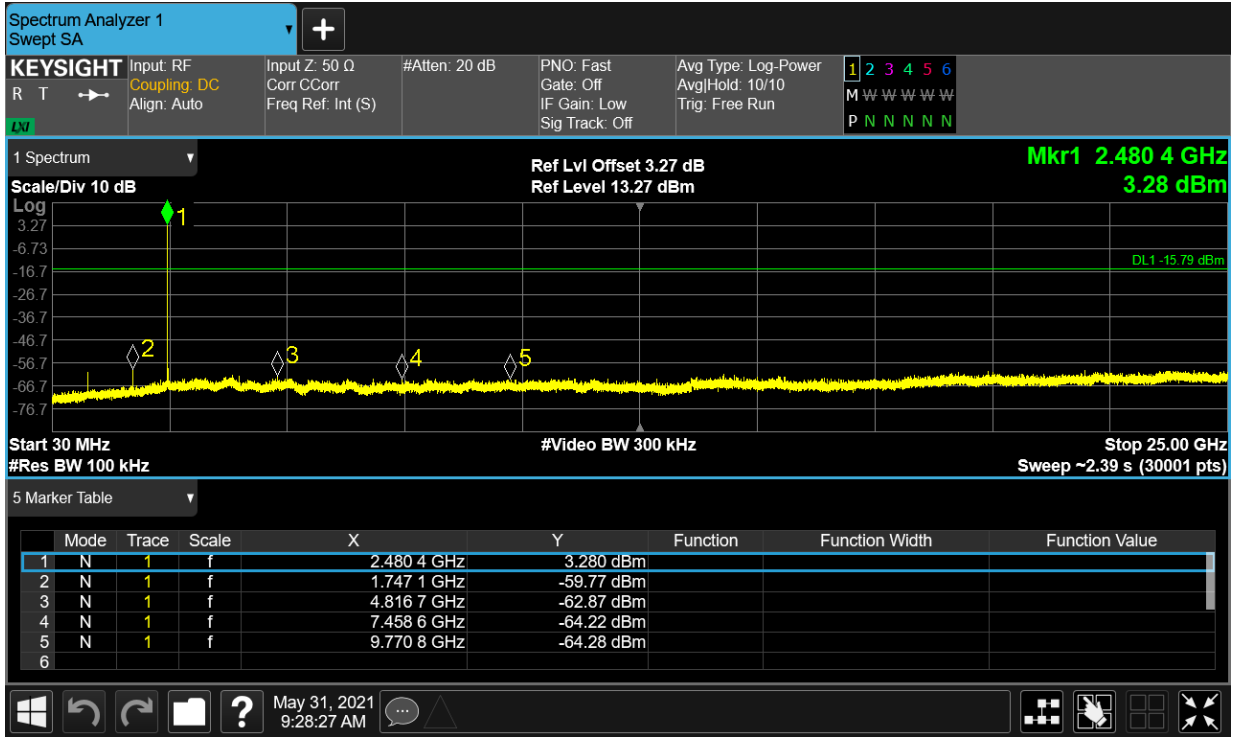 Spectrum Analyzer 1
Swept SA
KEYSIGHT
R T
LXI
Input: RF
Coupling: DC
Align: Auto
Input Z: 50 Ω
Corr CCorr
Freq Ref: Int (S)
#Atten: 20 dB
PNO: Fast
Gate: Off
IF Gain: Low
Sig Track: Off
Avg Type: Log-Power
Avg|Hold: 10/10
Trig: Free Run
1 2 3 4 5 6
M W W W W W
P N N N N N
1 Spectrum
Scale/Div 10 dB
Ref Lvl Offset 3.27 dB
Ref Level 13.27 dBm
Mkr1 2.480 4 GHz
3.28 dBm
Log
3.27
-6.73
-16.7
-26.7
-36.7
-46.7
-56.7
-66.7
-76.7
1
2
3
4
5
DL1 -15.79 dBm
Start 30 MHz
#Video BW 300 kHz
Stop 25.00 GHz
#Res BW 100 kHz
Sweep ~2.39 s (30001 pts)
5 Marker Table
Mode Trace Scale X Y Function Function Width Function Value
1 N 1 f 2.480 4 GHz 3.280 dBm
2 N 1 f 1.747 1 GHz -59.77 dBm
3 N 1 f 4.816 7 GHz -62.87 dBm
4 N 1 f 7.458 6 GHz -64.22 dBm
5 N 1 f 9.770 8 GHz -64.28 dBm
6
?
May 31, 2021
9:28:27 AM